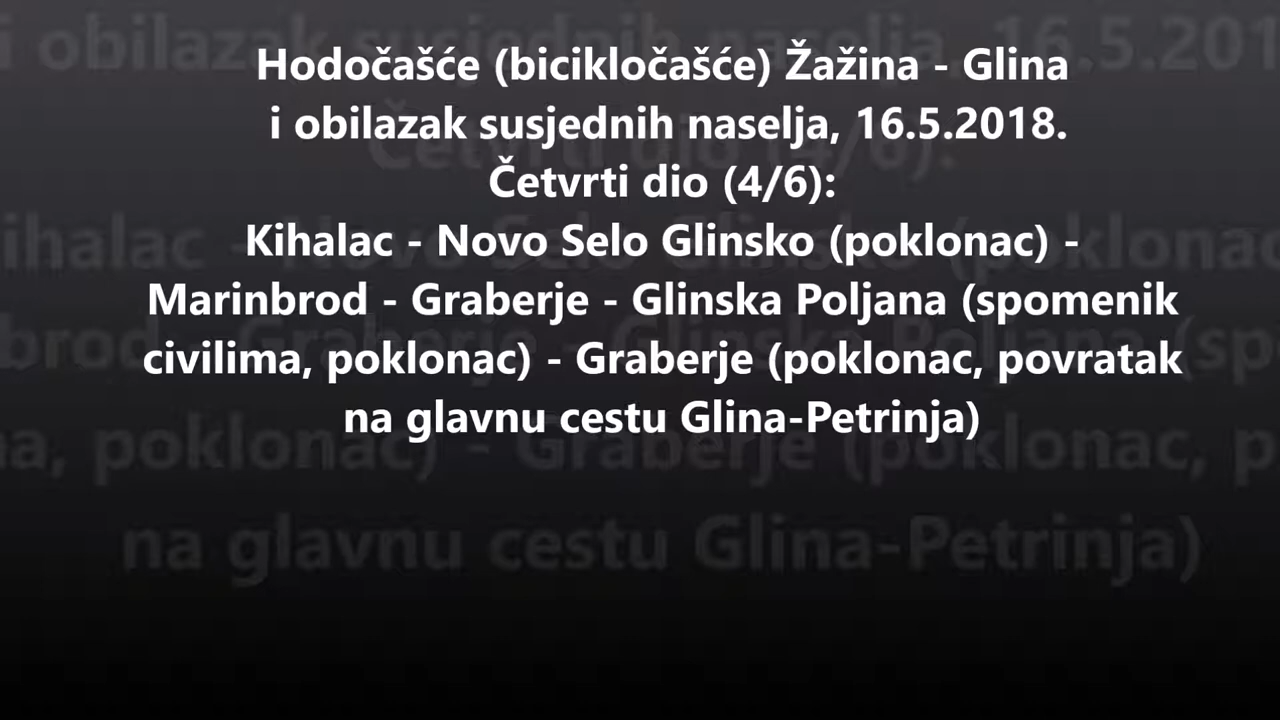 Hodočašće (bicikločašće) Žažina - Glina
i obilazak susjednih naselja, 16.5.2018.
Četvrti dio (4/6):
Kihalac - Novo Selo Glinsko (poklonac) -
Marinbrod - Graberje - Glinska Poljana (spomenik
civilima, poklonac) - Graberje (poklonac, povratak
na glavnu cestu Glina-Petrinja)